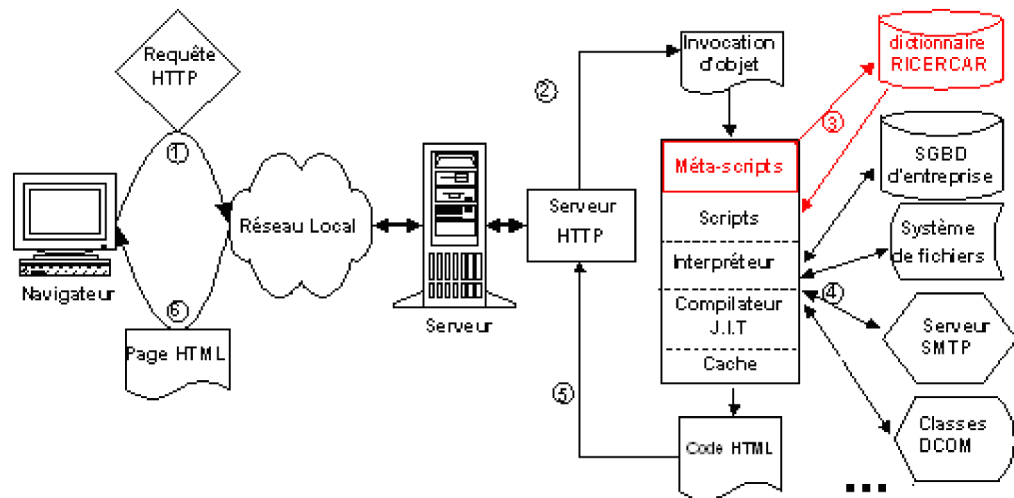 Requête
HTTP
①
Réseau Local
Navigateur
⑥
Page HTML
Serveur
Serveur
HTTP
②
Invocation
d'objet
③
dictionnaire
RICERCAR
Méta-scripts
Scripts
Interpréteur
Compilateur
J.I.T
Cache
SGBD
d'entreprise
Système
de fichiers
④
Serveur
SMTP
Classes
DCOM
⑤
Code HTML
...